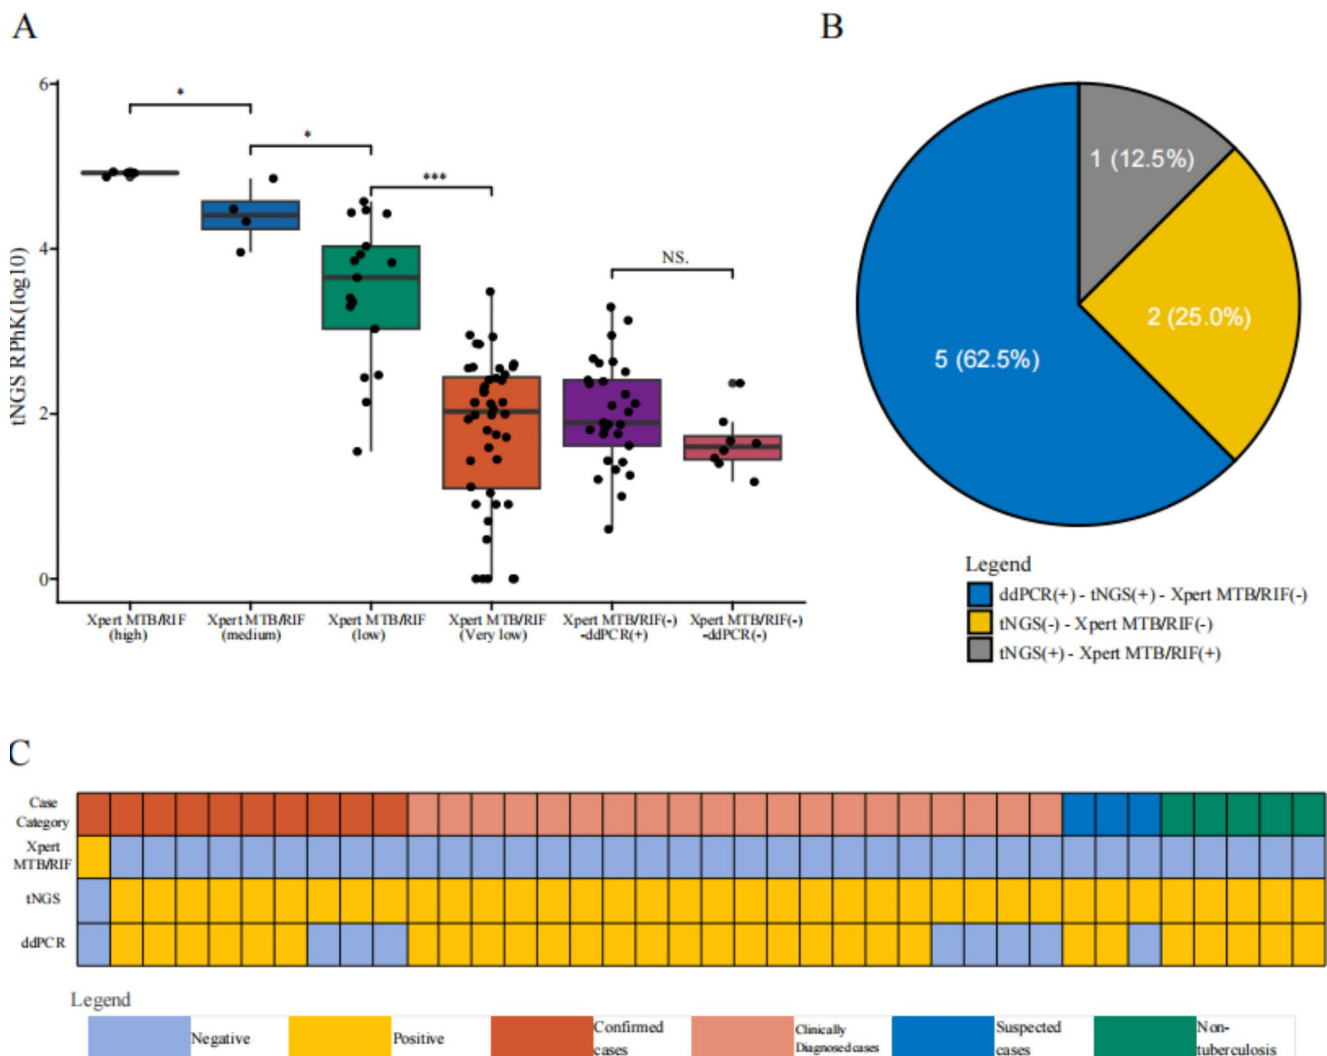 A
B
6
*
*
***
NS.
4
2
0
tNGS RPhK(log10)
Xpert MTB/RIF
(high)
Xpert MTB/RIF
(medium)
Xpert MTB/RIF
(low)
Xpert MTB/RIF
(Very low)
Xpert MTB/RIF(-)
-ddPCR(+)
Xpert MTB/RIF(-)
-ddPCR(-)
1 (12.5%)
2 (25.0%)
5 (62.5%)
Legend
ddPCR(+) - tNGS(+) - Xpert MTB/RIF(-)
tNGS(-) - Xpert MTB/RIF(-)
tNGS(+) - Xpert MTB/RIF(+)
C
Case
Category
Xpert
MTB/RIF
tNGS
ddPCR
Legend
Negative
Positive
Confirmed
cases
Clinically
Diagnosed cases
Suspected
cases
Non-
tuberculosis